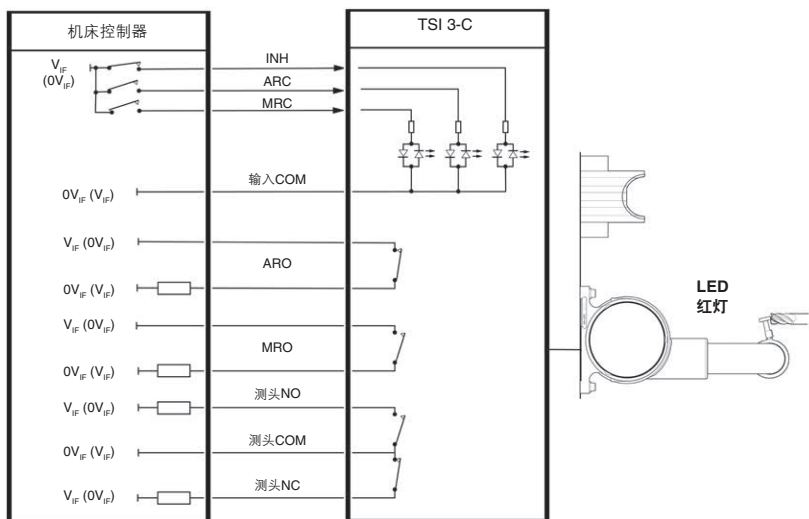 机床控制器
TSI 3-C
V_IF
(0V_IF)
INH
ARC
MRC
输入COM
0V_IF (V_IF)
V_IF (0V_IF)
ARO
0V_IF (V_IF)
V_IF (0V_IF)
MRO
0V_IF (V_IF)
测头NO
V_IF (0V_IF)
测头COM
0V_IF (V_IF)
测头NC
V_IF (0V_IF)
LED
红灯